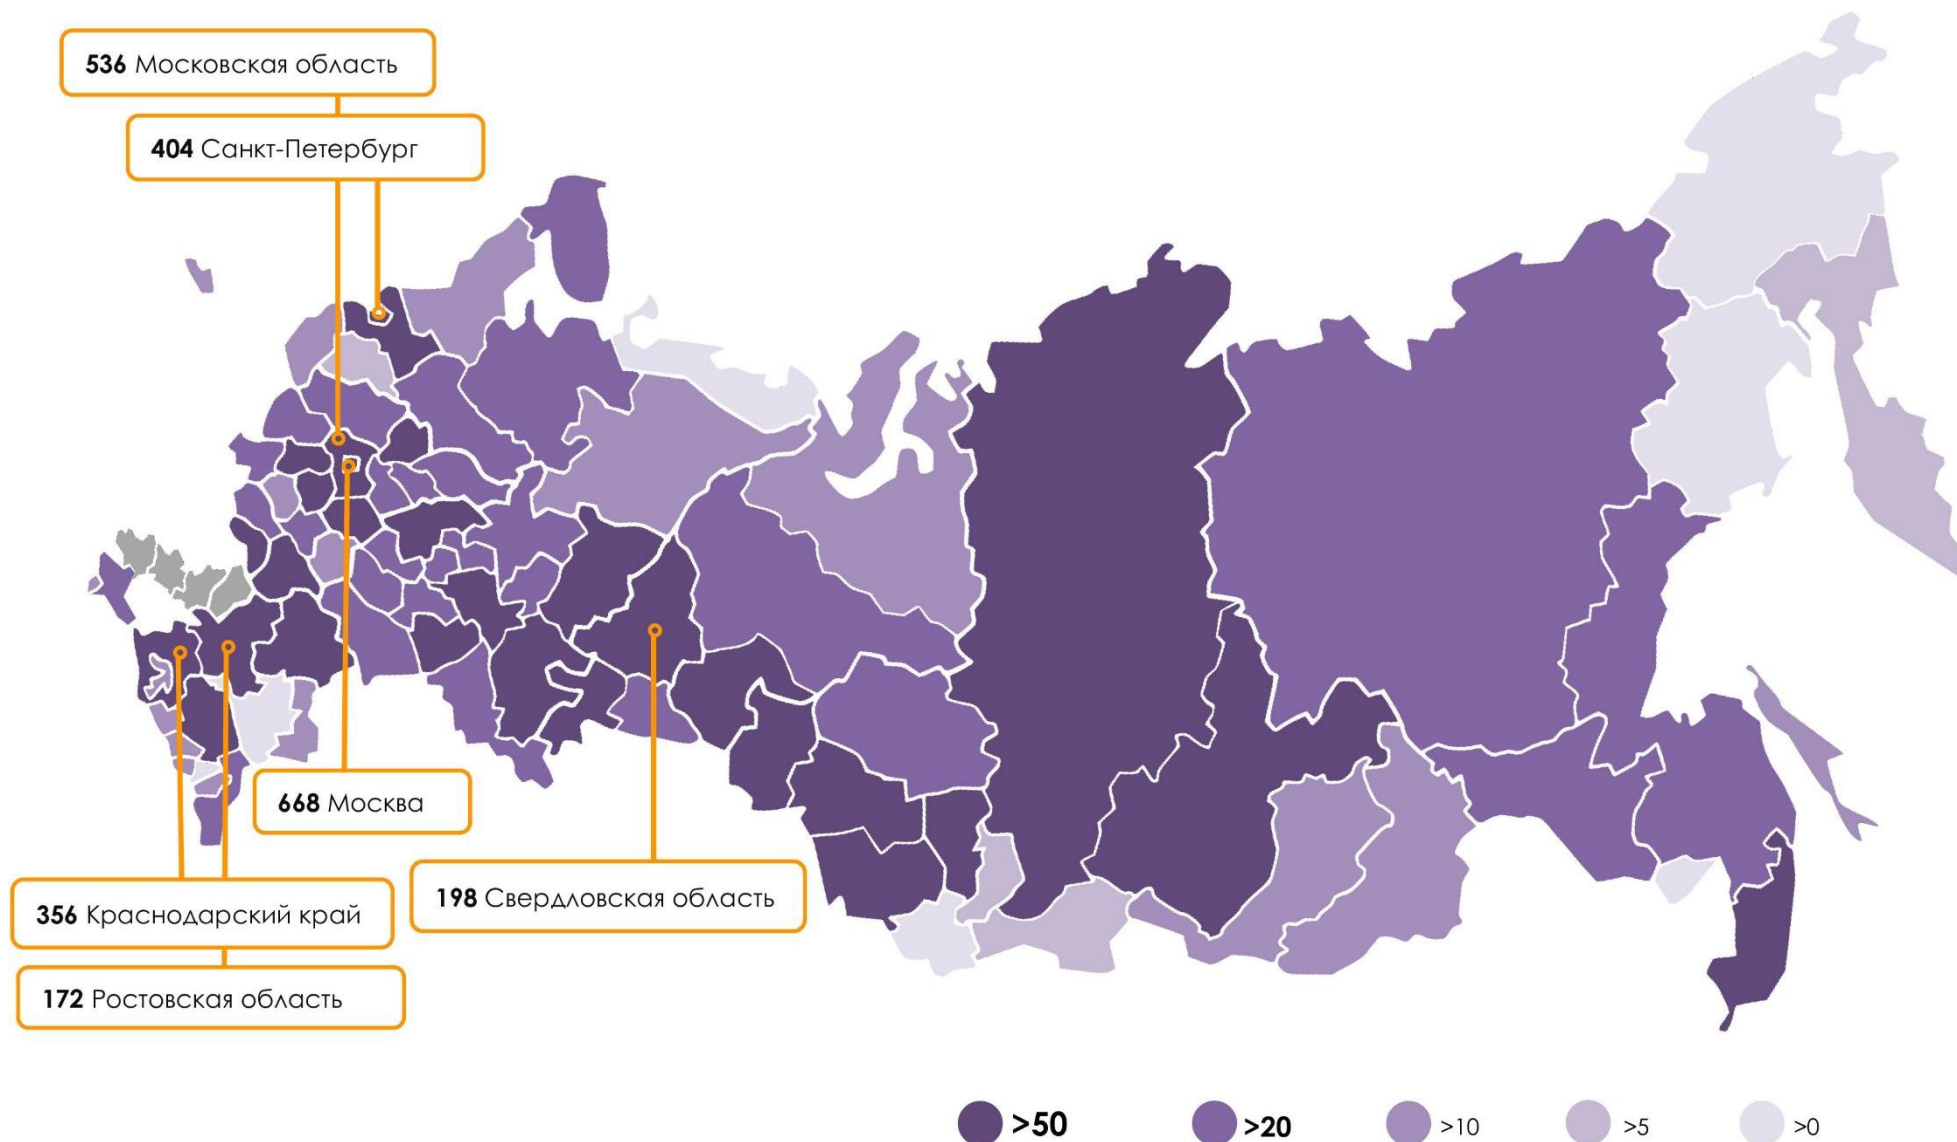 536 Московская область
404 Санкт-Петербург
668 Москва
198 Свердловская область
356 Краснодарский край
172 Ростовская область
>50 >20 >10 >5 >0